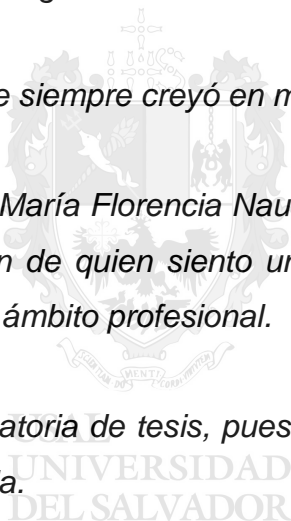 e siempre creyó en m
María Florencia Nau
n de quien siento ur
ámbito profesional.
atoria de tesis, pues
a.
USAL
UNIVERSIDAD
DEL SALVADOR